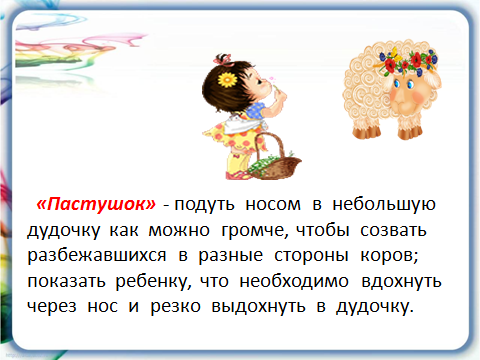 «Пастушок» - подуть носом в небольшую
дудочку как можно громче, чтобы созвать
разбежавшихся в разные стороны коров;
показать ребенку, что необходимо вдохнуть
через нос и резко выдохнуть в дудочку.